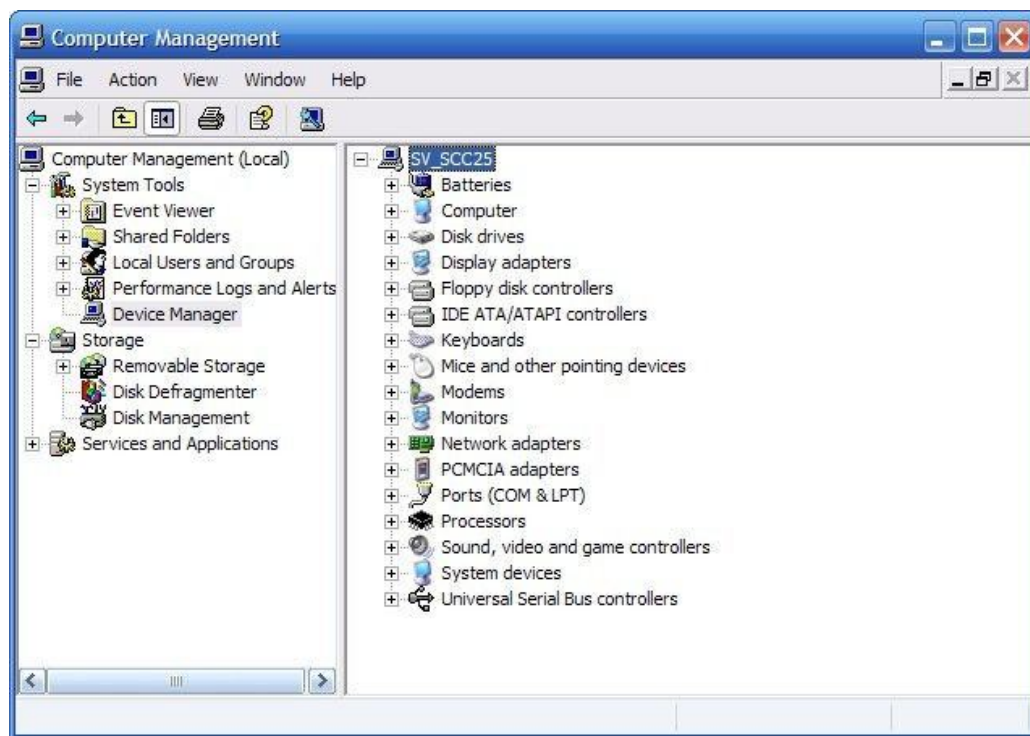 Computer Management
File Action View Window Help
Computer Management (Local)
System Tools
Event Viewer
Shared Folders
Local Users and Groups
Performance Logs and Alerts
Device Manager
Storage
Removable Storage
Disk Defragmenter
Disk Management
Services and Applications
SV_SCC25
Batteries
Computer
Disk drives
Display adapters
Floppy disk controllers
IDE ATA/ATAPI controllers
Keyboards
Mice and other pointing devices
Modems
Monitors
Network adapters
PCMCIA adapters
Ports (COM & LPT)
Processors
Sound, video and game controllers
System devices
Universal Serial Bus controllers